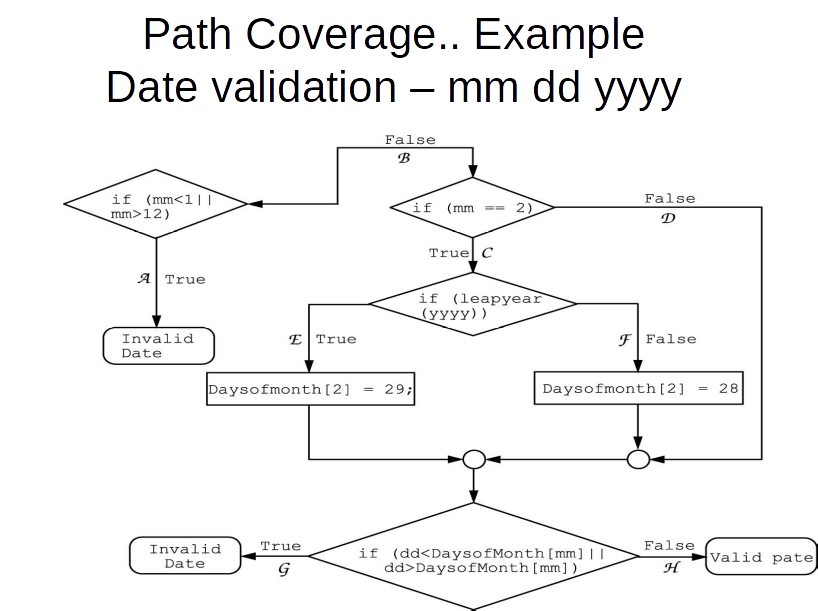 Path Coverage.. Example
Date validation – mm dd yyyy
False
B
if (mm<1||
mm>12)
if (mm == 2)
False
D
True C
A True
if (leapyear
(yyyy))
Invalid
Date
E True
F False
Daysofmonth[2] = 29;
Daysofmonth[2] = 28
if (dd<DaysofMonth[mm]||
dd>DaysofMonth[mm])
True
G
Invalid
Date
False
H
Valid pate